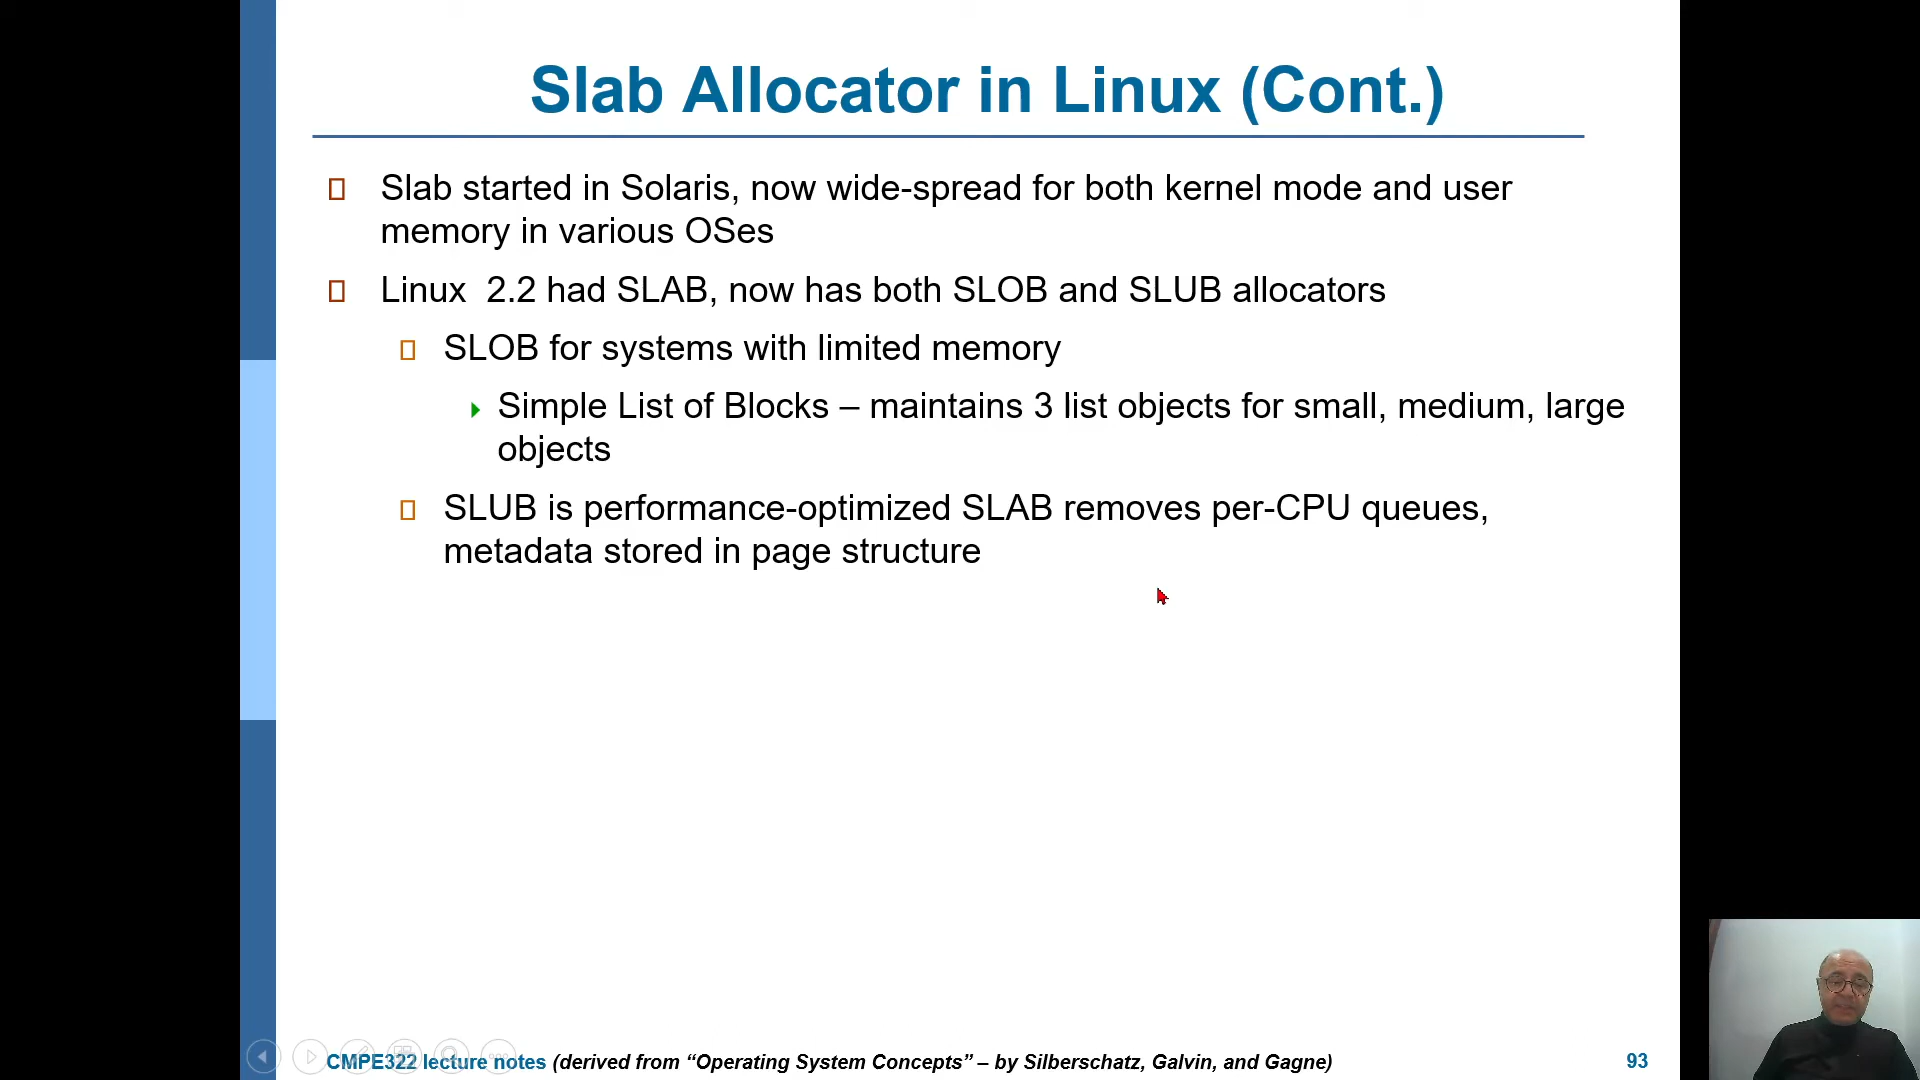 Slab Allocator in Linux (Cont.)
Slab started in Solaris, now wide-spread for both kernel mode and user
memory in various OSes
Linux  2.2 had SLAB, now has both SLOB and SLUB allocators
SLOB for systems with limited memory
Simple List of Blocks – maintains 3 list objects for small, medium, large
objects
SLUB is performance-optimized SLAB removes per-CPU queues,
metadata stored in page structure
CMPE322 lecture notes (derived from “Operating System Concepts” – by Silberschatz, Galvin, and Gagne)
93